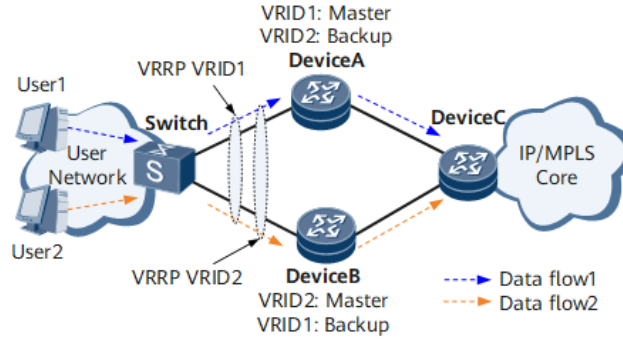 VRID1: Master
VRID2: Backup
DeviceA
VRRP VRID1
User1
Switch
DeviceC
User
Network
S
IP/MPLS
Core
User2
VRRP VRID2
DeviceB
VRID2: Master
VRID1: Backup
Data flow1
Data flow2